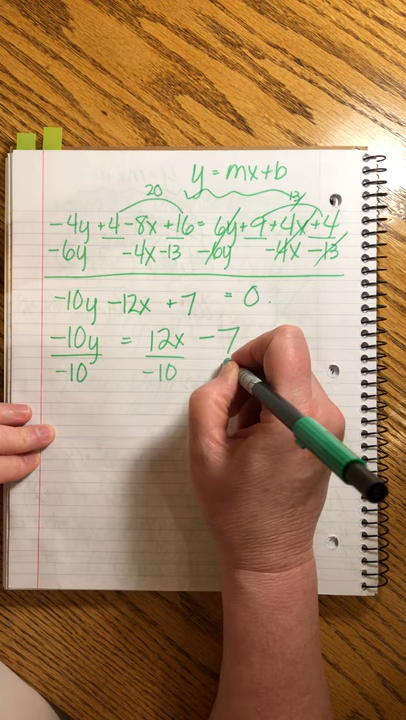 y = mx+b
20 13
-4y +4 -8x +16 = 6y +9 +4x +4
-6y -4x -13 -6y -4x -13
-10y -12x +7 = 0.
-10y = 12x - 7
-10 -10